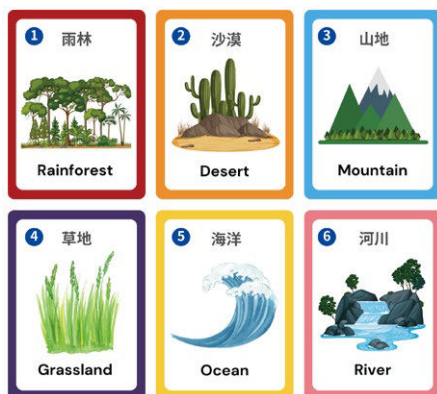 1 雨林
Rainforest
2 沙漠
Desert
3 山地
Mountain
4 草地
Grassland
5 海洋
Ocean
6 河川
River